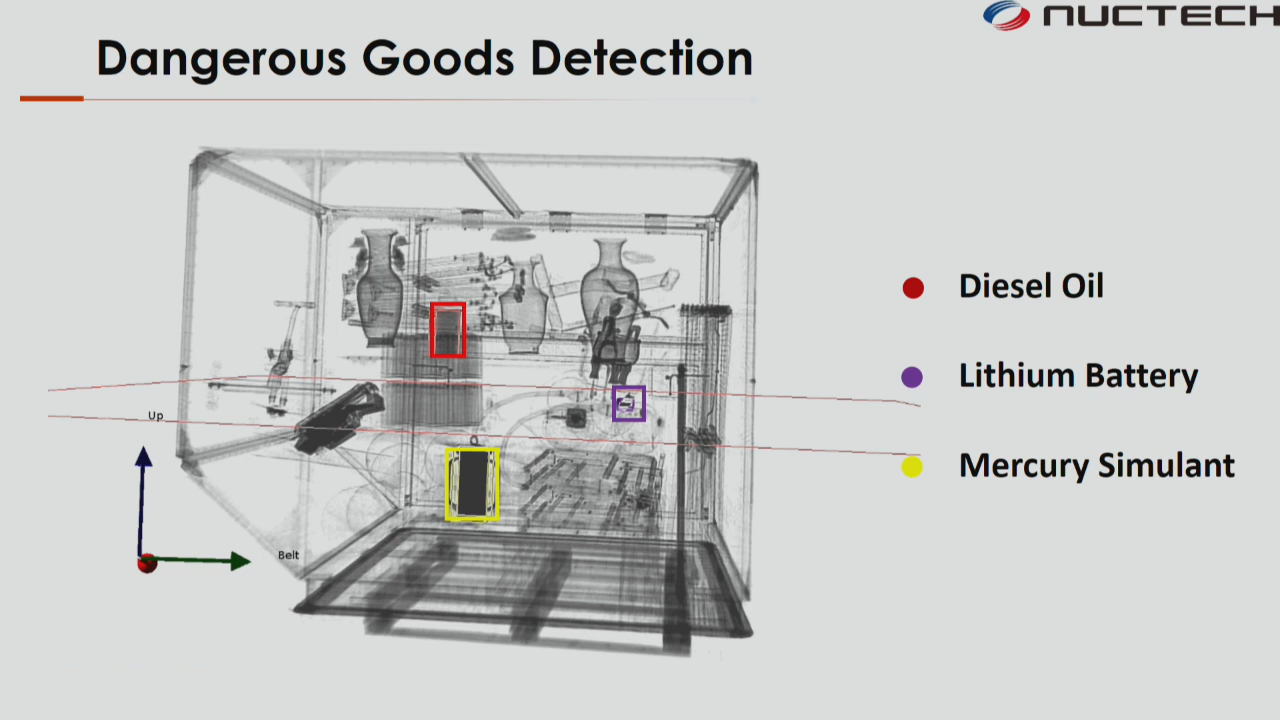 NUCTECH
Dangerous Goods Detection
Diesel Oil
Lithium Battery
Mercury Simulant
Up
Belt